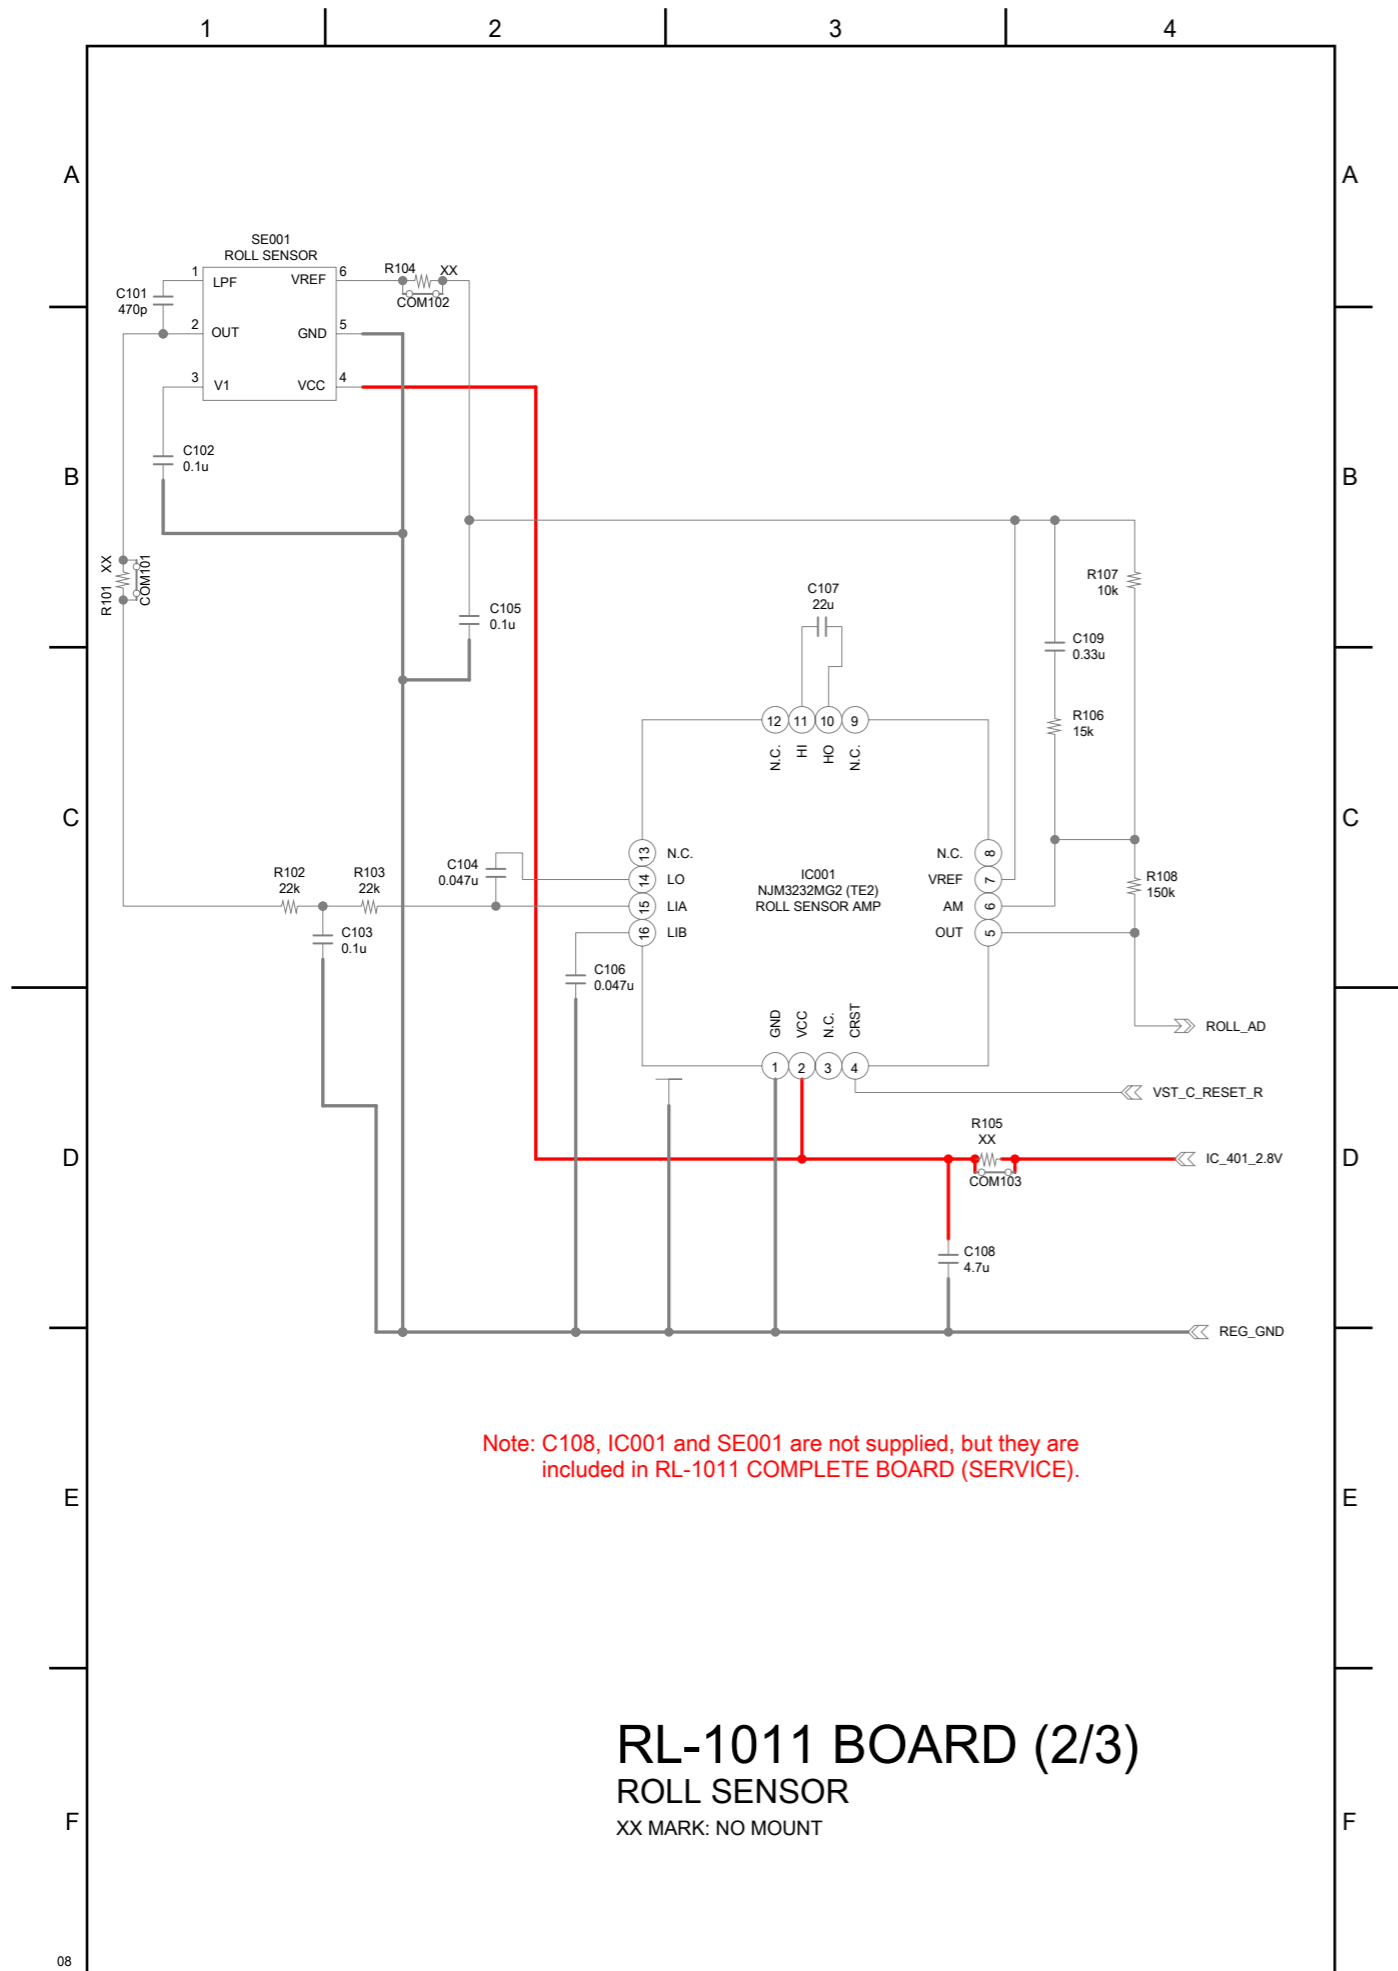 1 2 3 4
A A
SE001
ROLL SENSOR
1 LPF VREF 6
R104 XX
COM102
C101
470p
2 OUT GND 5
3 V1 VCC 4
C102
0.1u
B B
R101 XX
COM101
C105
0.1u
C107
22u
R107
10k
C109
0.33u
R106
15k
12 11 10 9
N.C. HI HO N.C.
C C
13 N.C.
14 LO
15 LIA
16 LIB
IC001
NJM3232MG2 (TE2)
ROLL SENSOR AMP
N.C. 8
VREF 7
AM 6
OUT 5
R108
150k
C104
0.047u
R102
22k
R103
22k
C103
0.1u
C106
0.047u
GND VCC N.C. CRST
1 2 3 4
ROLL_AD
VST_C_RESET_R
R105
XX
COM103
IC_401_2.8V
D D
C108
4.7u
REG_GND
Note: C108, IC001 and SE001 are not supplied, but they are
included in RL-1011 COMPLETE BOARD (SERVICE).
E E
RL-1011 BOARD (2/3)
ROLL SENSOR
XX MARK: NO MOUNT
F F
08